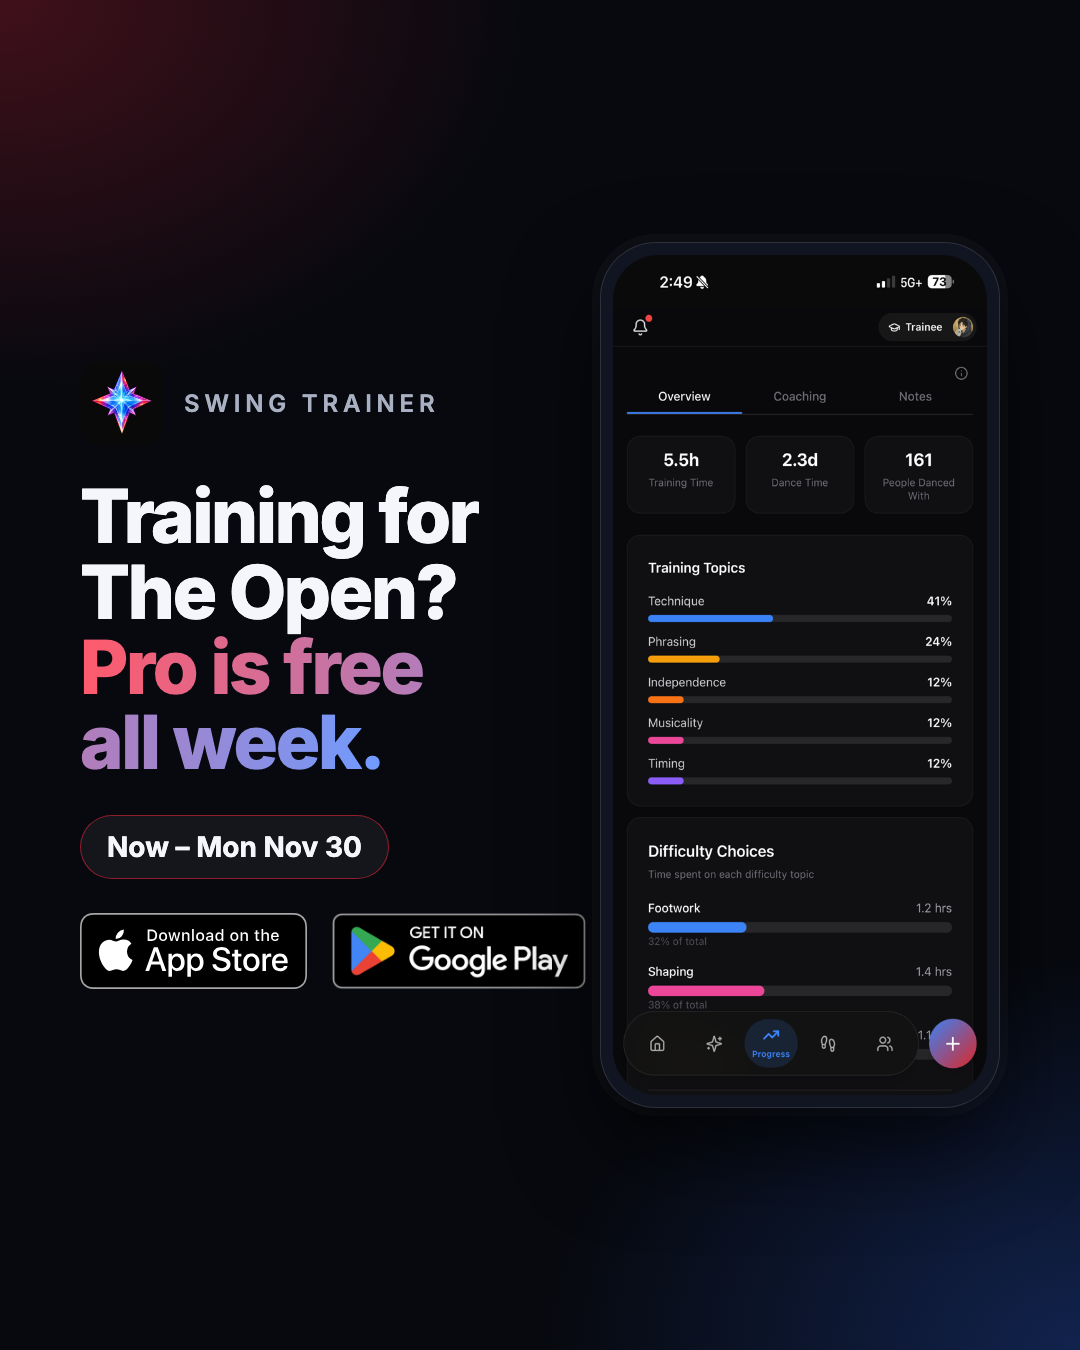 SWING TRAINER
Training for
The Open?
Pro is free
all week.
Now – Mon Nov 30
Download on the
App Store
GET IT ON
Google Play
2:49
5G+
73
Trainee
Overview
Coaching
Notes
5.5h
Training Time
2.3d
Dance Time
161
People Danced
With
Training Topics
Technique 41%
Phrasing 24%
Independence 12%
Musicality 12%
Timing 12%
Difficulty Choices
Time spent on each difficulty topic
Footwork 1.2 hrs
32% of total
Shaping 1.4 hrs
38% of total
Progress